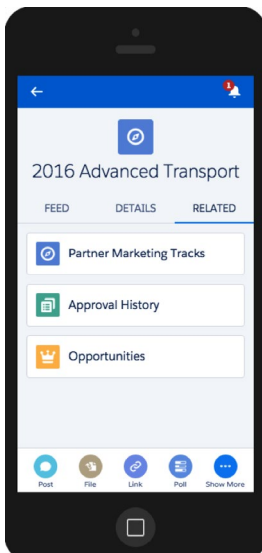 1
2016 Advanced Transport
FEED DETAILS RELATED
Partner Marketing Tracks
Approval History
Opportunities
Post File Link Poll Show More